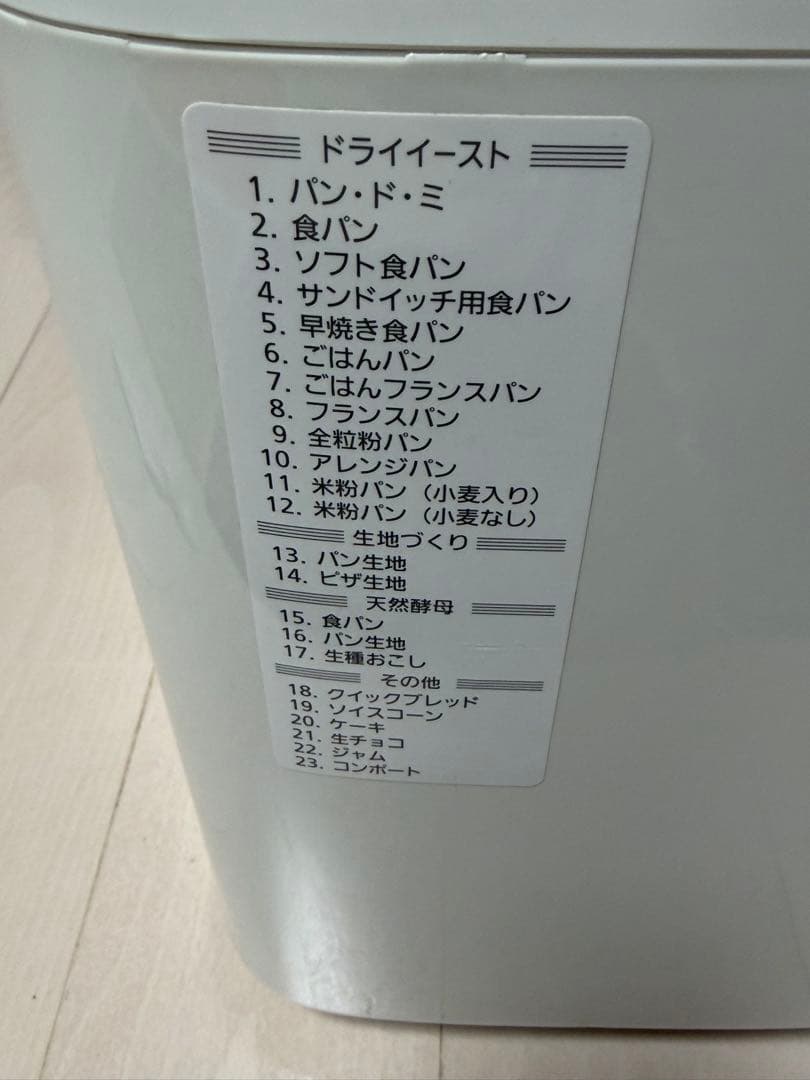 ドライイースト
1. パン・ド・ミ
2. 食パン
3. ソフト食パン
4. サンドイッチ用食パン
5. 早焼き食パン
6. ごはんパン
7. ごはんフランスパン
8. フランスパン
9. 全粒粉パン
10. アレンジパン
11. 米粉パン（小麦入り）
12. 米粉パン（小麦なし）
生地づくり
13. パン生地
14. ピザ生地
天然酵母
15. 食パン
16. パン生地
17. 生種おこし
その他
18. クイックブレッド
19. ソイスコーン
20. ケーキ
21. 生チョコ
22. ジャム
23. コンポート